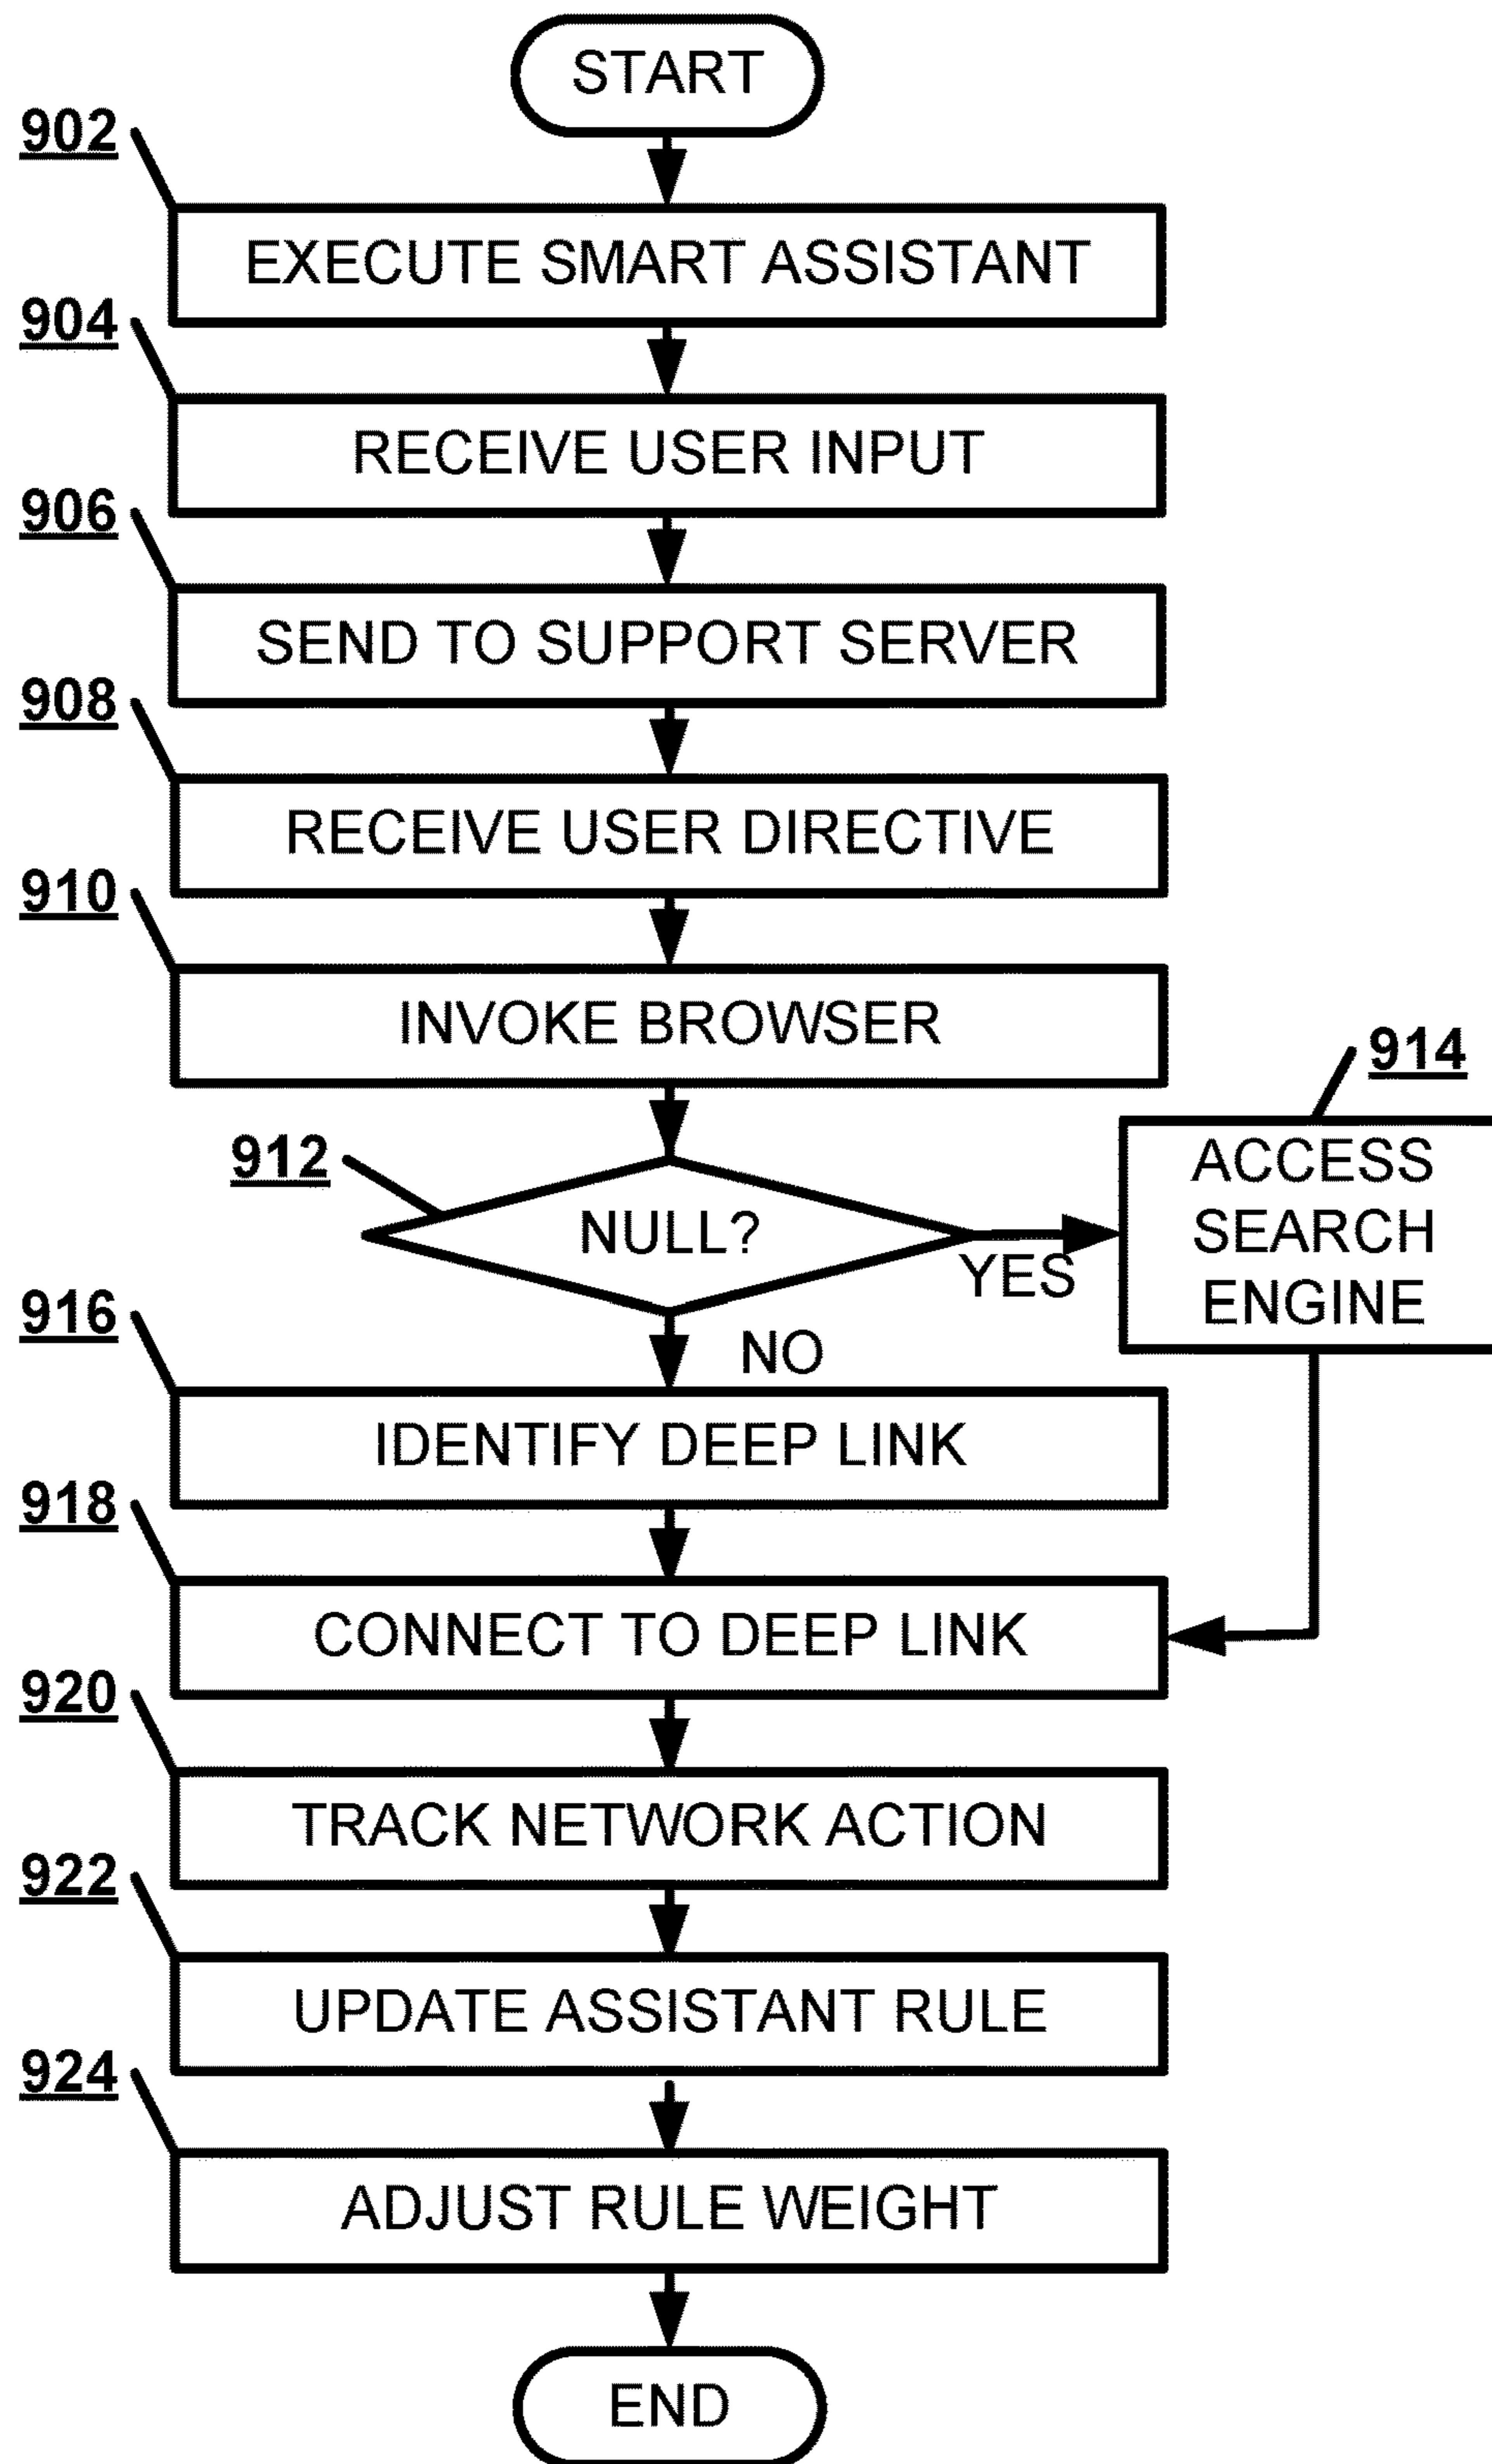 START
902
EXECUTE SMART ASSISTANT
904
RECEIVE USER INPUT
906
SEND TO SUPPORT SERVER
908
RECEIVE USER DIRECTIVE
910
INVOKE BROWSER
914
ACCESS
SEARCH
ENGINE
912
NULL?
YES
NO
916
IDENTIFY DEEP LINK
918
CONNECT TO DEEP LINK
920
TRACK NETWORK ACTION
922
UPDATE ASSISTANT RULE
924
ADJUST RULE WEIGHT
END